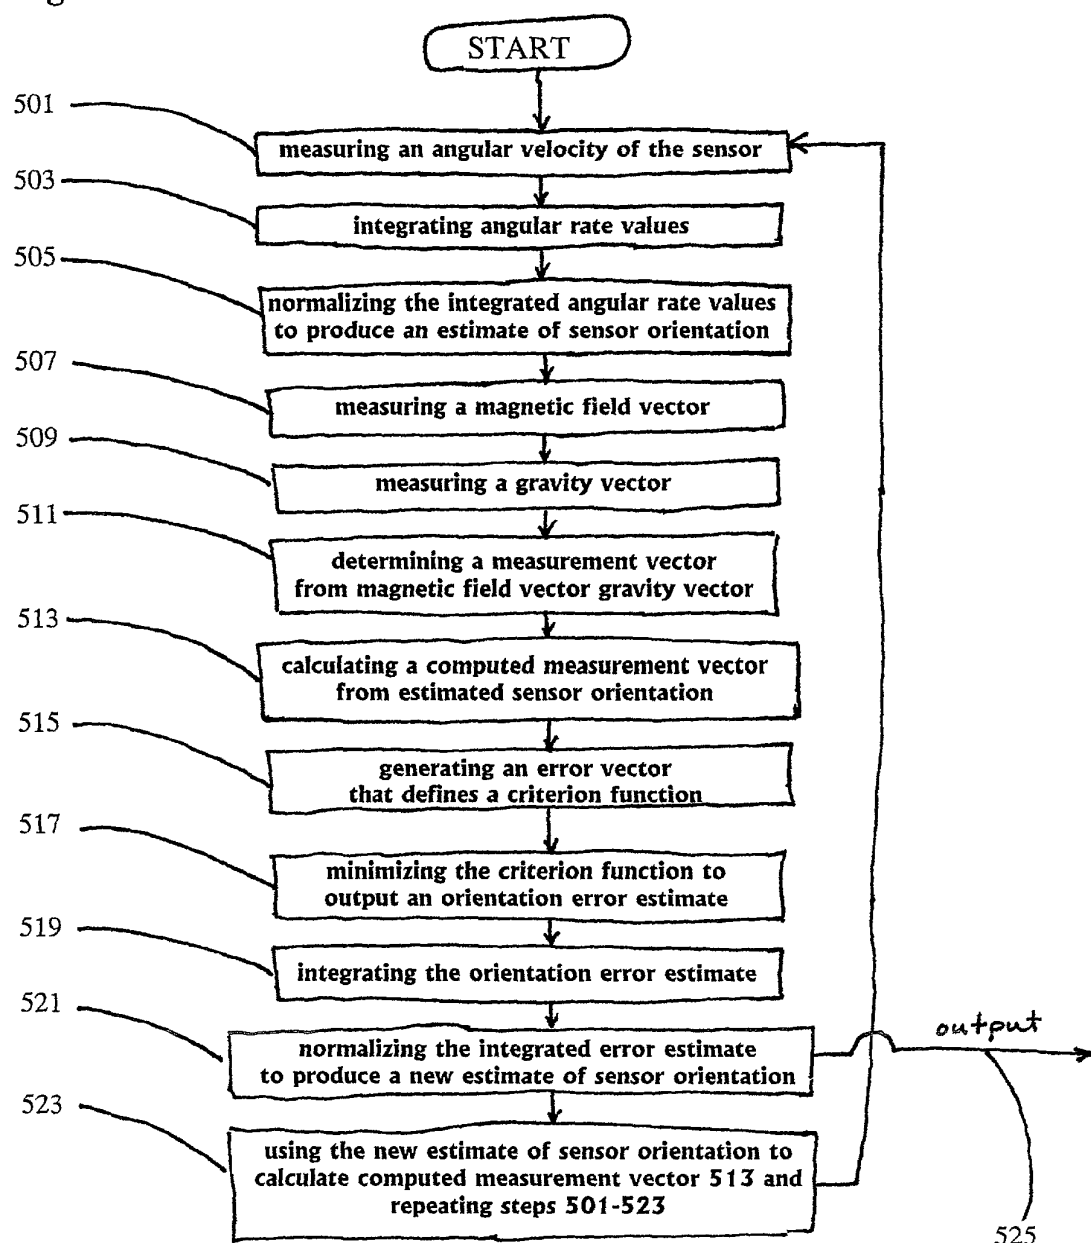 START
501
measuring an angular velocity of the sensor
503
integrating angular rate values
505
normalizing the integrated angular rate values
to produce an estimate of sensor orientation
507
measuring a magnetic field vector
509
measuring a gravity vector
511
determining a measurement vector
from magnetic field vector gravity vector
513
calculating a computed measurement vector
from estimated sensor orientation
515
generating an error vector
that defines a criterion function
517
minimizing the criterion function to
output an orientation error estimate
519
integrating the orientation error estimate
521
normalizing the integrated error estimate
to produce a new estimate of sensor orientation
output
523
using the new estimate of sensor orientation to
calculate computed measurement vector 513 and
repeating steps 501-523
525